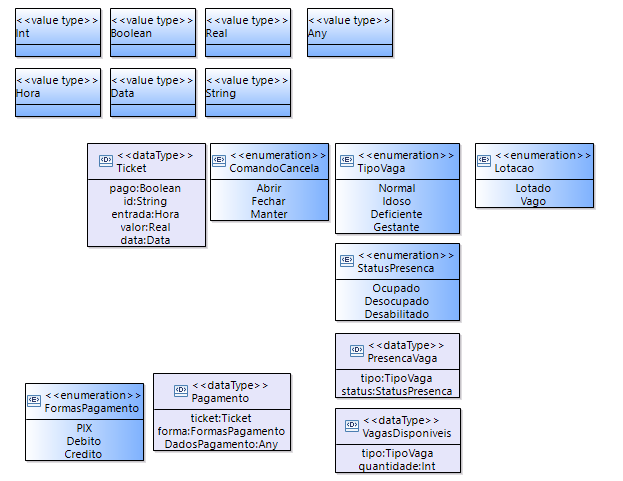 <<value type>>
Int
<<value type>>
Boolean
<<value type>>
Real
<<value type>>
Any
<<value type>>
Hora
<<value type>>
Data
<<value type>>
String
<<dataType>>
Ticket
pago:Boolean
id:String
entrada:Hora
valor:Real
data:Data
<<enumeration>>
ComandoCancela
Abrir
Fechar
Manter
<<enumeration>>
TipoVaga
Normal
Idoso
Deficiente
Gestante
<<enumeration>>
Lotacao
Lotado
Vago
<<enumeration>>
StatusPresenca
Ocupado
Desocupado
Desabilitado
<<dataType>>
PresencaVaga
tipo:TipoVaga
status:StatusPresenca
<<enumeration>>
FormasPagamento
PIX
Debito
Credito
<<dataType>>
Pagamento
ticket:Ticket
forma:FormasPagamento
DadosPagamento:Any
<<dataType>>
VagasDisponiveis
tipo:TipoVaga
quantidade:Int